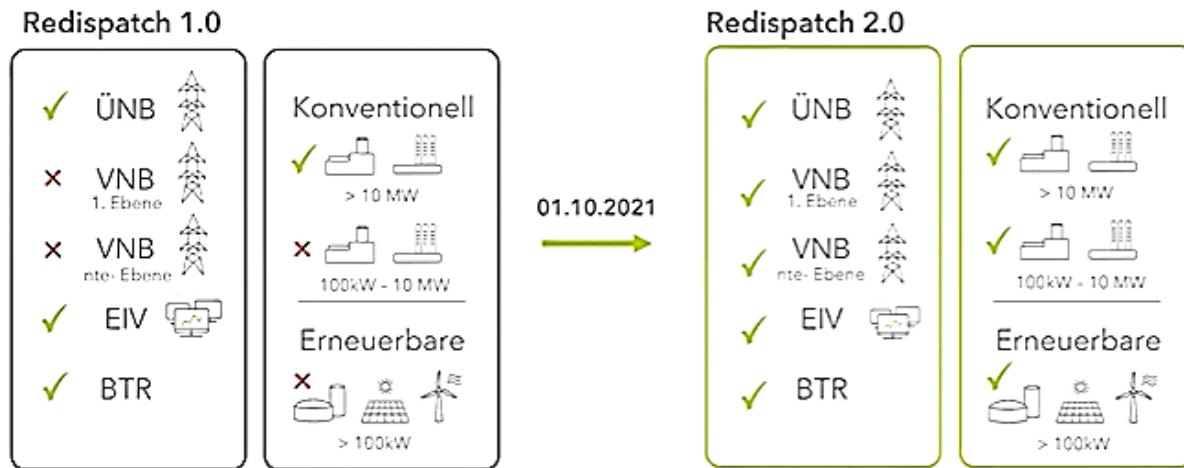 Redispatch 1.0
ÜNB
VNB
1. Ebene
VNB
nte- Ebene
EIV
BTR
Konventionell
> 10 MW
100kW - 10 MW
Erneuerbare
> 100kW
01.10.2021
Redispatch 2.0
ÜNB
VNB
1. Ebene
VNB
nte- Ebene
EIV
BTR
Konventionell
> 10 MW
100kW - 10 MW
Erneuerbare
> 100kW